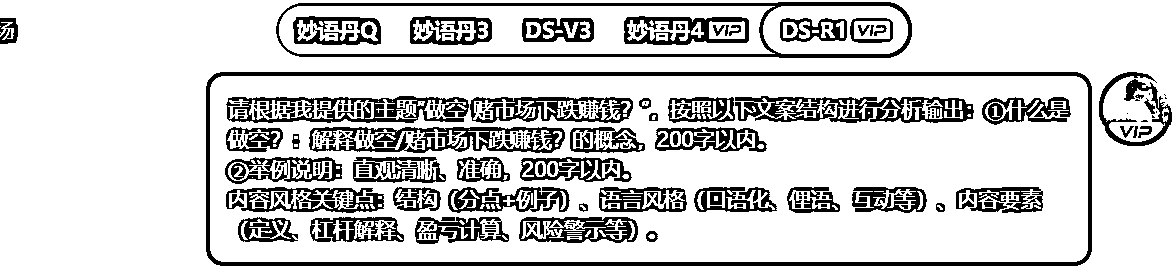 场
妙语丹Q 妙语丹3 DS-V3 妙语丹4 VIP DS-R1 VIP
请根据我提供的主题“做空 赌市场下跌赚钱？”，按照以下文案结构进行分析输出：①什么是
做空？：解释做空/赌市场下跌赚钱？的概念，200字以内。
②举例说明：直观清晰、准确，200字以内。
内容风格关键点：结构（分点+例子）、语言风格（口语化、俚语、互动等）、内容要素
（定义、杠杆解释、盈亏计算、风险警示等）。
VIP